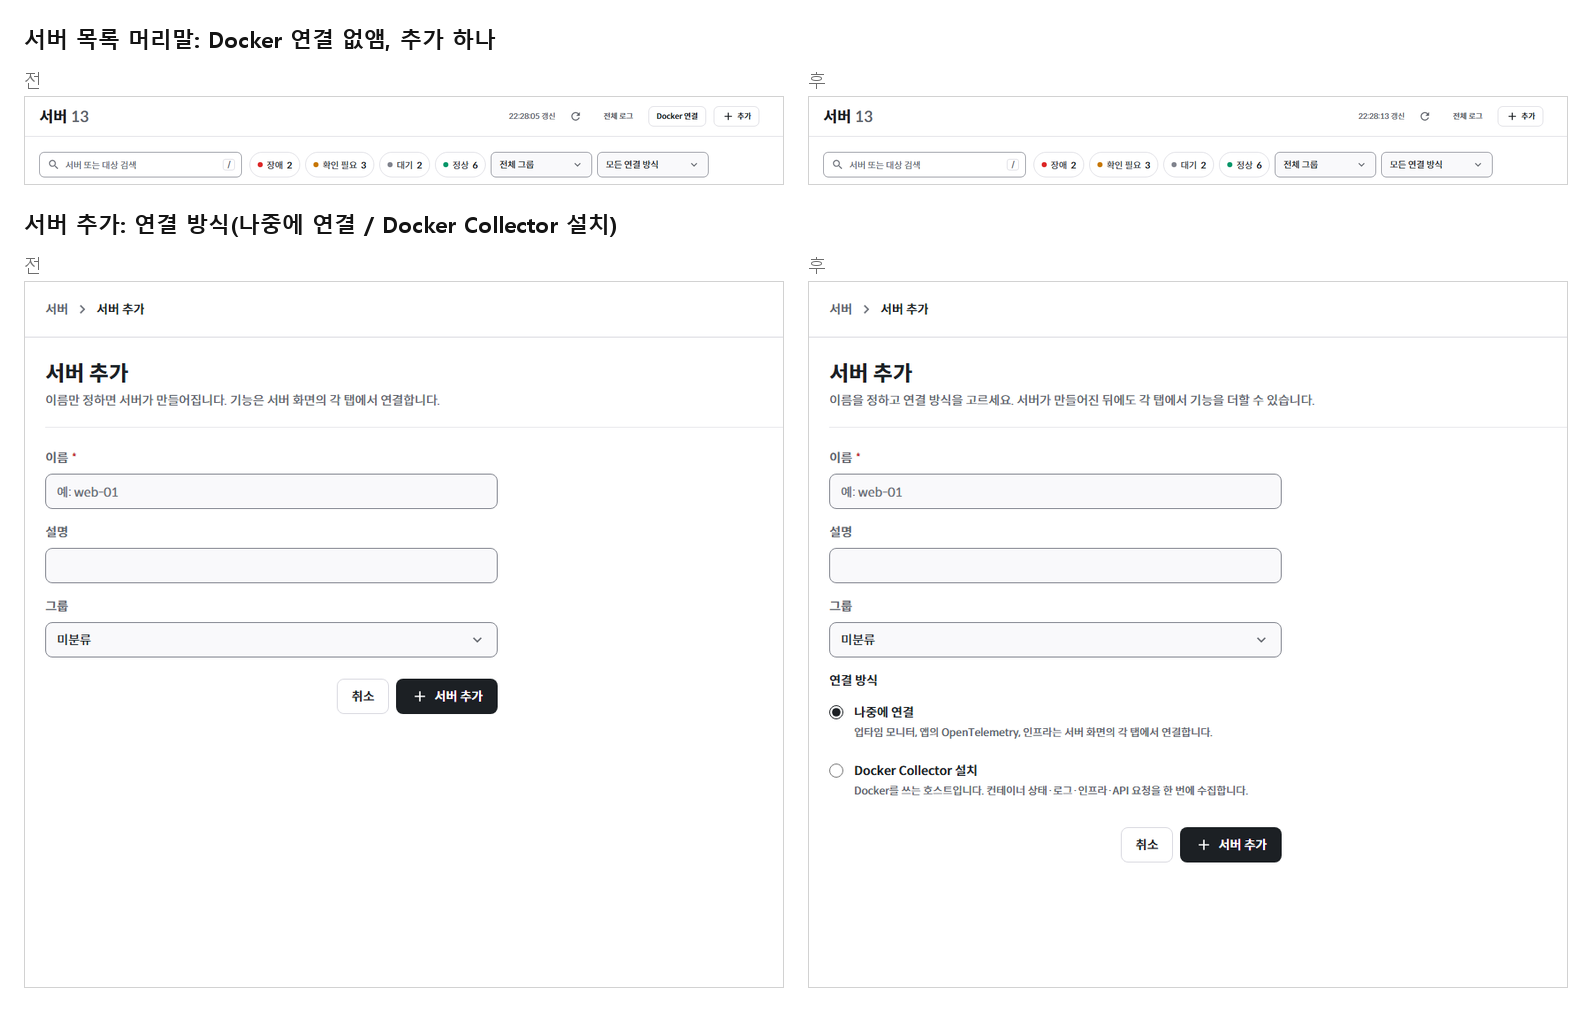 서버 목록 머리말: Docker 연결 없앰, 추가 하나
전
서버 13
22:28:05 갱신
전체 로그
Docker 연결
추가
서버 또는 대상 검색
/
장애 2
확인 필요 3
대기 2
정상 6
전체 그룹
모든 연결 방식
후
서버 13
22:28:13 갱신
전체 로그
추가
서버 또는 대상 검색
/
장애 2
확인 필요 3
대기 2
정상 6
전체 그룹
모든 연결 방식
서버 추가: 연결 방식(나중에 연결 / Docker Collector 설치)
전
서버 > 서버 추가
서버 추가
이름만 정하면 서버가 만들어집니다. 기능은 서버 화면의 각 탭에서 연결합니다.
이름 *
예: web-01
설명
그룹
미분류
취소
+ 서버 추가
후
서버 > 서버 추가
서버 추가
이름을 정하고 연결 방식을 고르세요. 서버가 만들어진 뒤에도 각 탭에서 기능을 더할 수 있습니다.
이름 *
예: web-01
설명
그룹
미분류
연결 방식
나중에 연결
업타임 모니터, 앱의 OpenTelemetry, 인프라는 서버 화면의 각 탭에서 연결합니다.
Docker Collector 설치
Docker를 쓰는 호스트입니다. 컨테이너 상태·로그·인프라·API 요청을 한 번에 수집합니다.
취소
+ 서버 추가